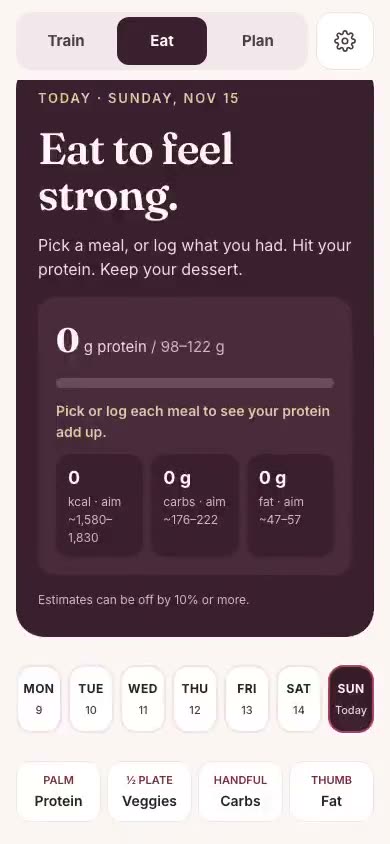 Train Eat Plan
TODAY · SUNDAY, NOV 15
Eat to feel
strong.
Pick a meal, or log what you had. Hit your
protein. Keep your dessert.
0 g protein / 98–122 g
Pick or log each meal to see your protein
add up.
0
kcal · aim
~1,580–
1,830
0 g
carbs · aim
~176–222
0 g
fat · aim
~47–57
Estimates can be off by 10% or more.
MON TUE WED THU FRI SAT SUN
9 10 11 12 13 14 Today
PALM ½ PLATE HANDFUL THUMB
Protein Veggies Carbs Fat